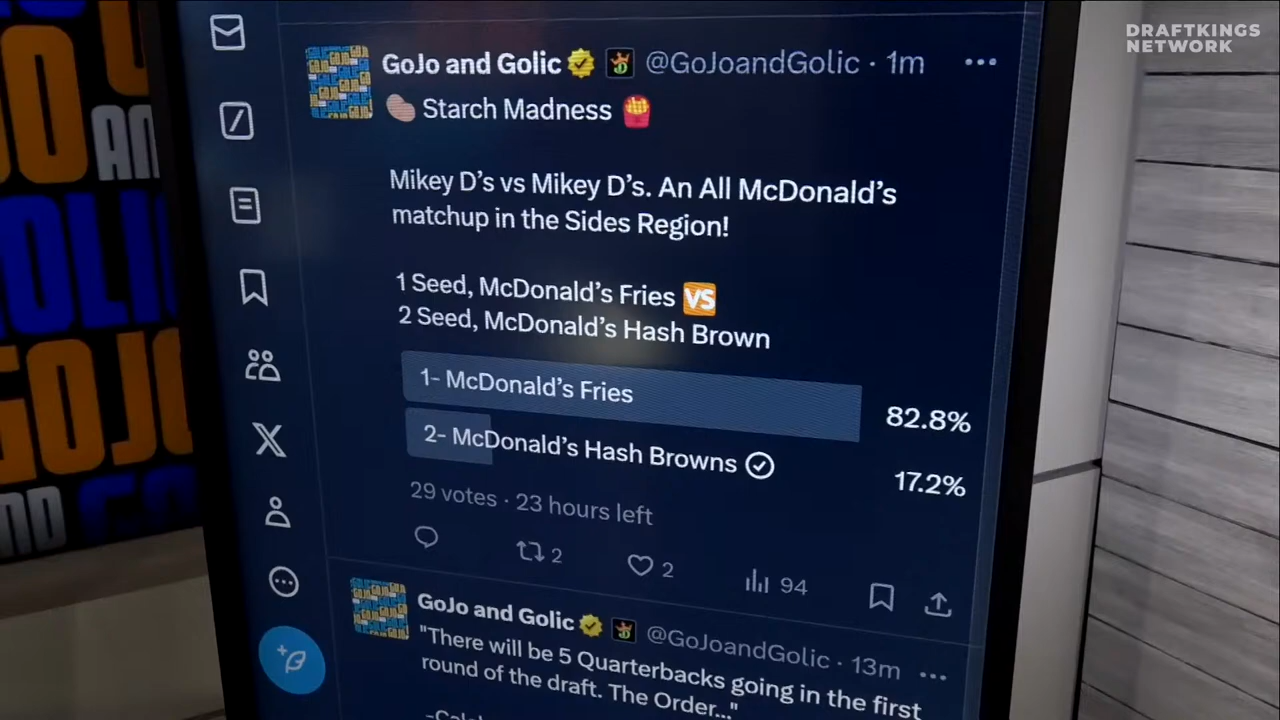 DRAFTKINGS
NETWORK
GoJo and Golic @GoJoandGolic · 1m
🥔 Starch Madness 🍟
Mikey D's vs Mikey D's. An All McDonald's
matchup in the Sides Region!
1 Seed, McDonald's Fries 🆚
2 Seed, McDonald's Hash Brown
1- McDonald's Fries 82.8%
2- McDonald's Hash Browns 17.2%
29 votes · 23 hours left
2 2 94
GoJo and Golic @GoJoandGolic · 13m
"There will be 5 Quarterbacks going in the first
round of the draft. The Order..."